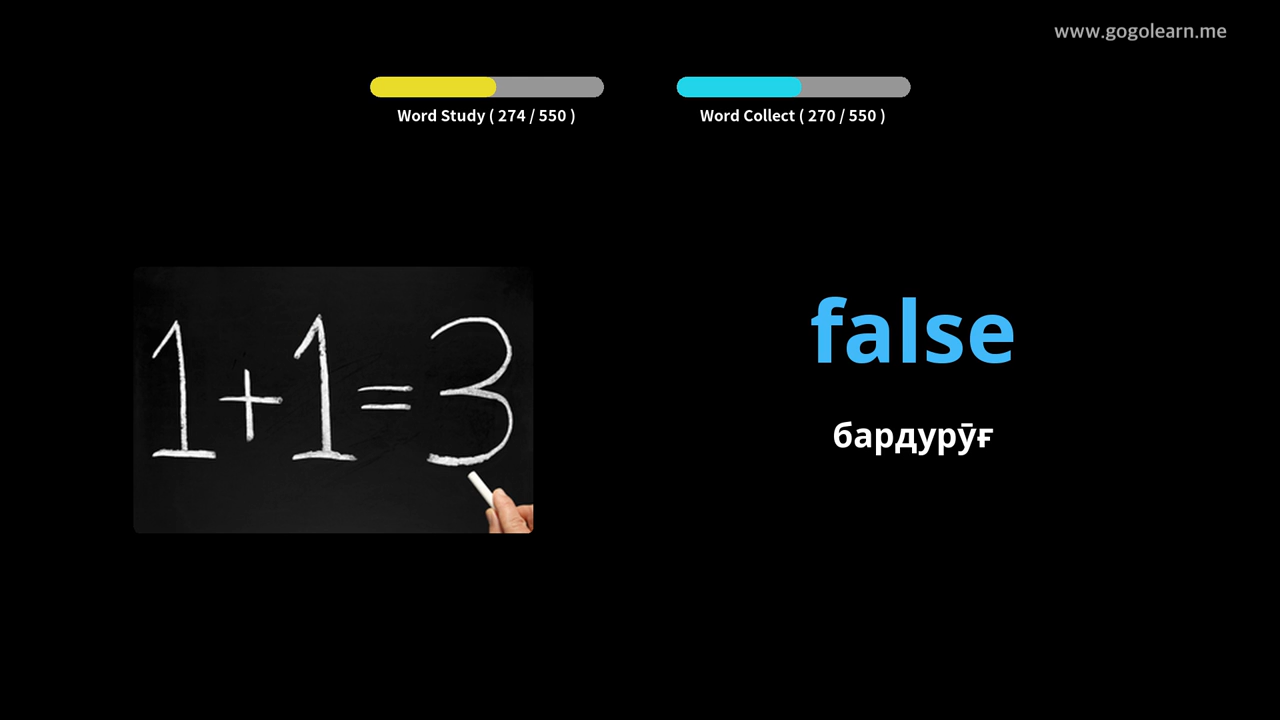 www.gogolearn.me
Word Study ( 274 / 550 )
Word Collect ( 270 / 550 )
1+1=3
false
бардурӯғ